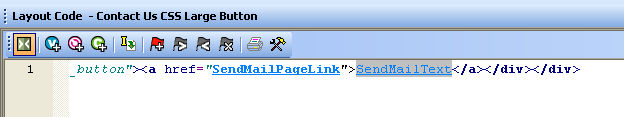 Layout Code - Contact Us CSS Large Button
1 _button"><a href="SendMailPageLink">SendMailText</a></div></div>